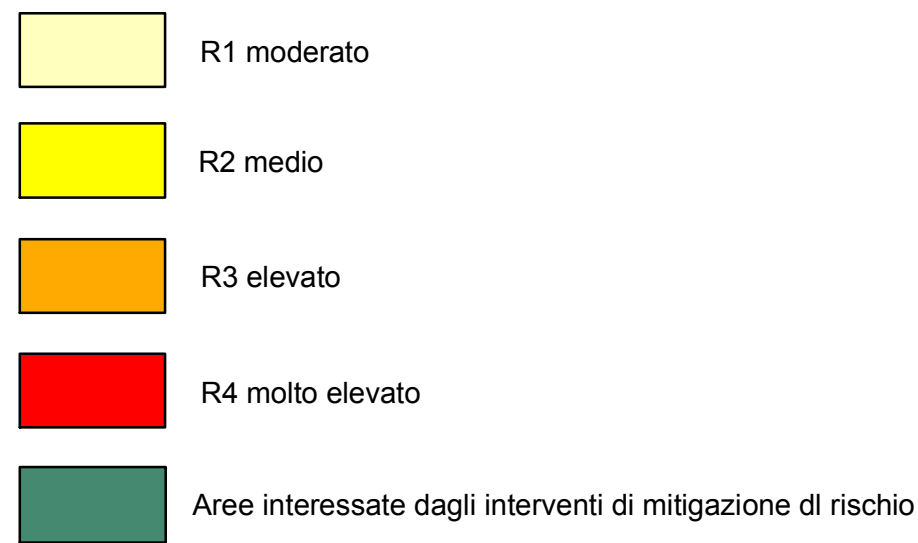 R1 moderato
R2 medio
R3 elevato
R4 molto elevato
Aree interessate dagli interventi di mitigazione dl rischio